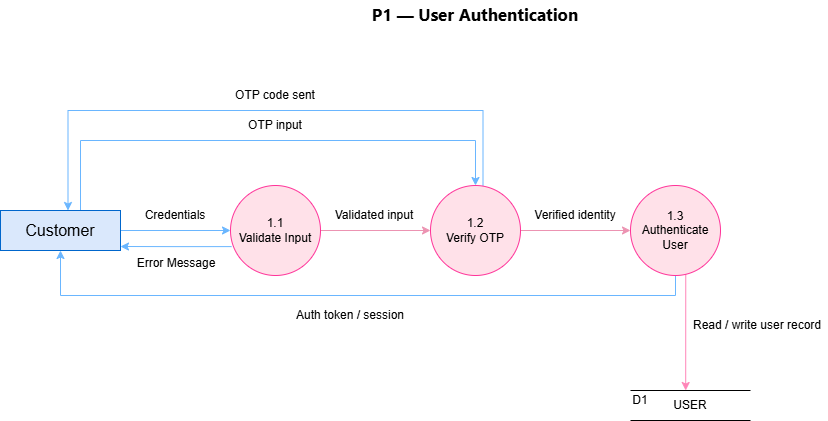 P1 — User Authentication
OTP code sent
OTP input
Customer
Credentials
Error Message
1.1
Validate Input
Validated input
1.2
Verify OTP
Verified identity
1.3
Authenticate
User
Auth token / session
Read / write user record
D1
USER